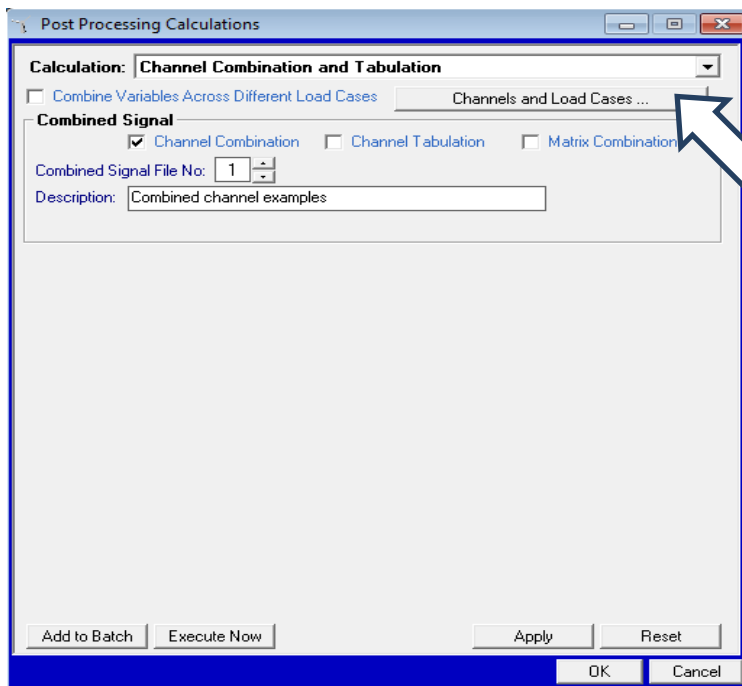 Post Processing Calculations
Calculation: Channel Combination and Tabulation
Combine Variables Across Different Load Cases Channels and Load Cases ...
Combined Signal
Channel Combination Channel Tabulation Matrix Combination
Combined Signal File No: 1
Description: Combined channel examples
Add to Batch Execute Now Apply Reset
OK Cancel